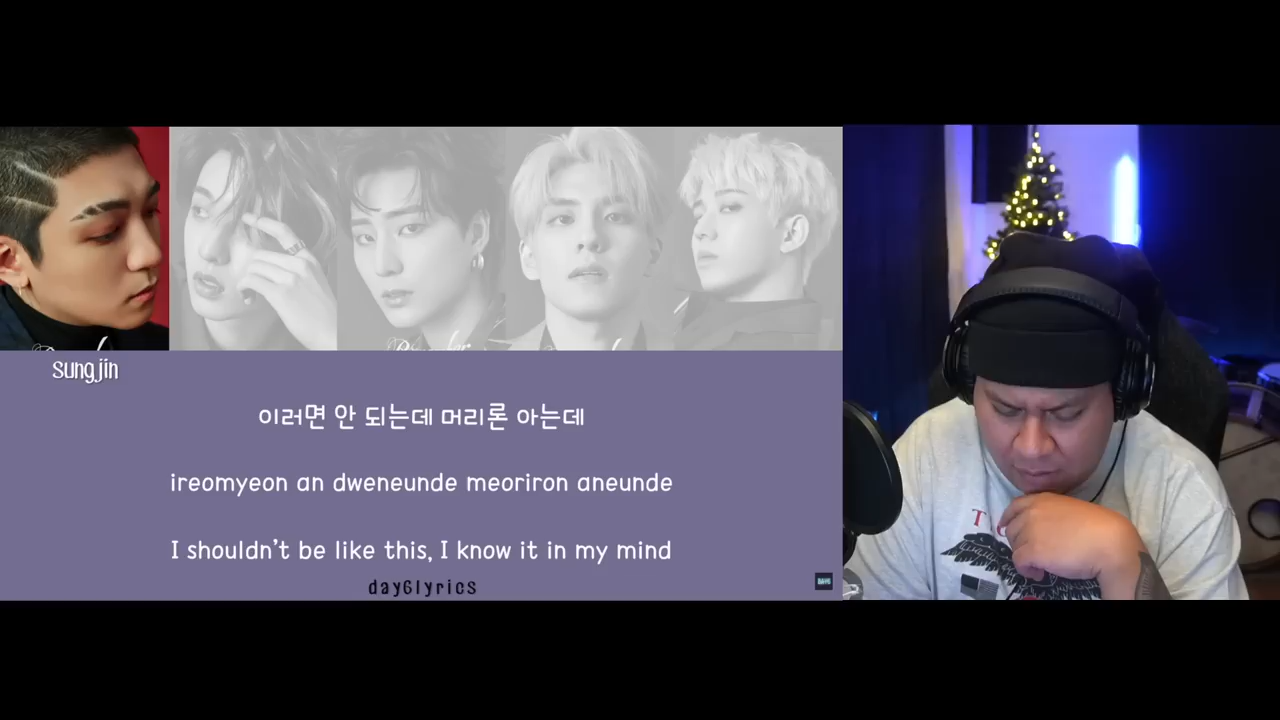 sungjin
이러면 안 되는데 머리론 아는데
ireomyeon an dweneunde meoriron aneunde
I shouldn't be like this, I know it in my mind
day6lyrics